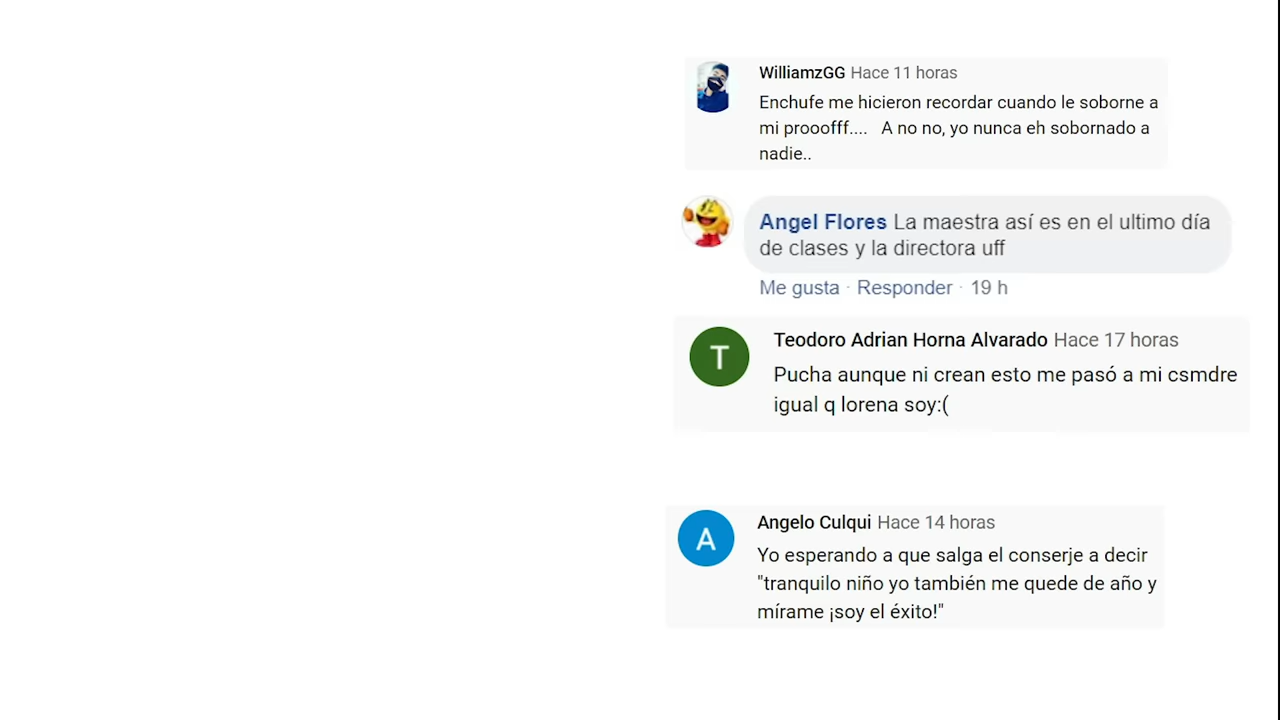 WilliamzGG Hace 11 horas
Enchufe me hicieron recordar cuando le soborne a
mi prooofff.... A no no, yo nunca eh sobornado a
nadie..
Angel Flores La maestra así es en el ultimo día
de clases y la directora uff
Me gusta · Responder · 19 h
T
Teodoro Adrian Horna Alvarado Hace 17 horas
Pucha aunque ni crean esto me pasó a mi csmdre
igual q lorena soy:(
A
Angelo Culqui Hace 14 horas
Yo esperando a que salga el conserje a decir
"tranquilo niño yo también me quede de año y
mírame ¡soy el éxito!"